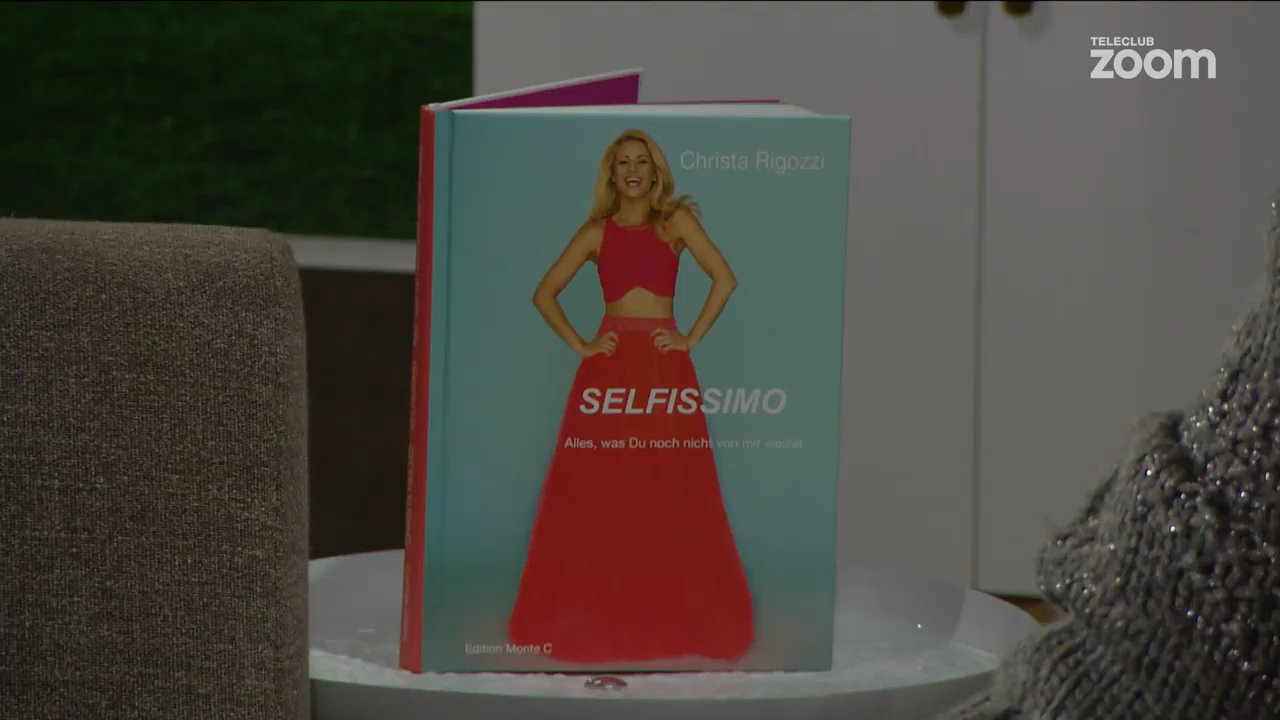 TELECLUB
zoom
Christa Rigozzi
SELFISSIMO
Alles, was Du noch nicht von mir weisst
Edition Monte C